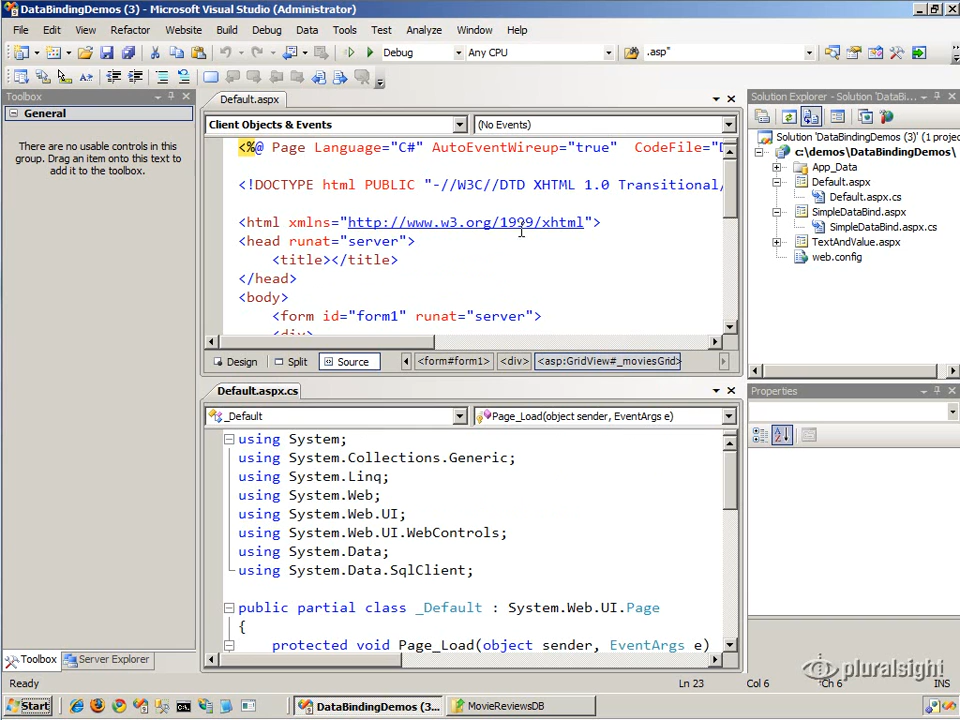 DataBindingDemos (3) - Microsoft Visual Studio (Administrator)
File Edit View Refactor Website Build Debug Data Tools Test Analyze Window Help
Debug Any CPU .asp"
Toolbox
General
There are no usable controls in this
group. Drag an item onto this text to
add it to the toolbox.
Toolbox Server Explorer
Default.aspx
Client Objects & Events (No Events)
<%@ Page Language="C#" AutoEventWireup="true" CodeFile="D
<!DOCTYPE html PUBLIC "-//W3C//DTD XHTML 1.0 Transitional/
<html xmlns="http://www.w3.org/1999/xhtml">
<head runat="server">
<title></title>
</head>
<body>
<form id="form1" runat="server">
<div>
Design Split Source <form#form1> <div> <asp:GridView#_moviesGrid>
Default.aspx.cs
_Default Page_Load(object sender, EventArgs e)
using System;
using System.Collections.Generic;
using System.Linq;
using System.Web;
using System.Web.UI;
using System.Web.UI.WebControls;
using System.Data;
using System.Data.SqlClient;
public partial class _Default : System.Web.UI.Page
{
protected void Page_Load(object sender, EventArgs e)
Solution Explorer - Solution 'DataBi...
Solution 'DataBindingDemos (3)' (1 projec
c:\demos\DataBindingDemos\
App_Data
Default.aspx
Default.aspx.cs
SimpleDataBind.aspx
SimpleDataBind.aspx.cs
TextAndValue.aspx
web.config
Properties
pluralsight
Ready Ln 23 Col 6 Ch 6 INS
Start DataBindingDemos (3... MovieReviewsDB